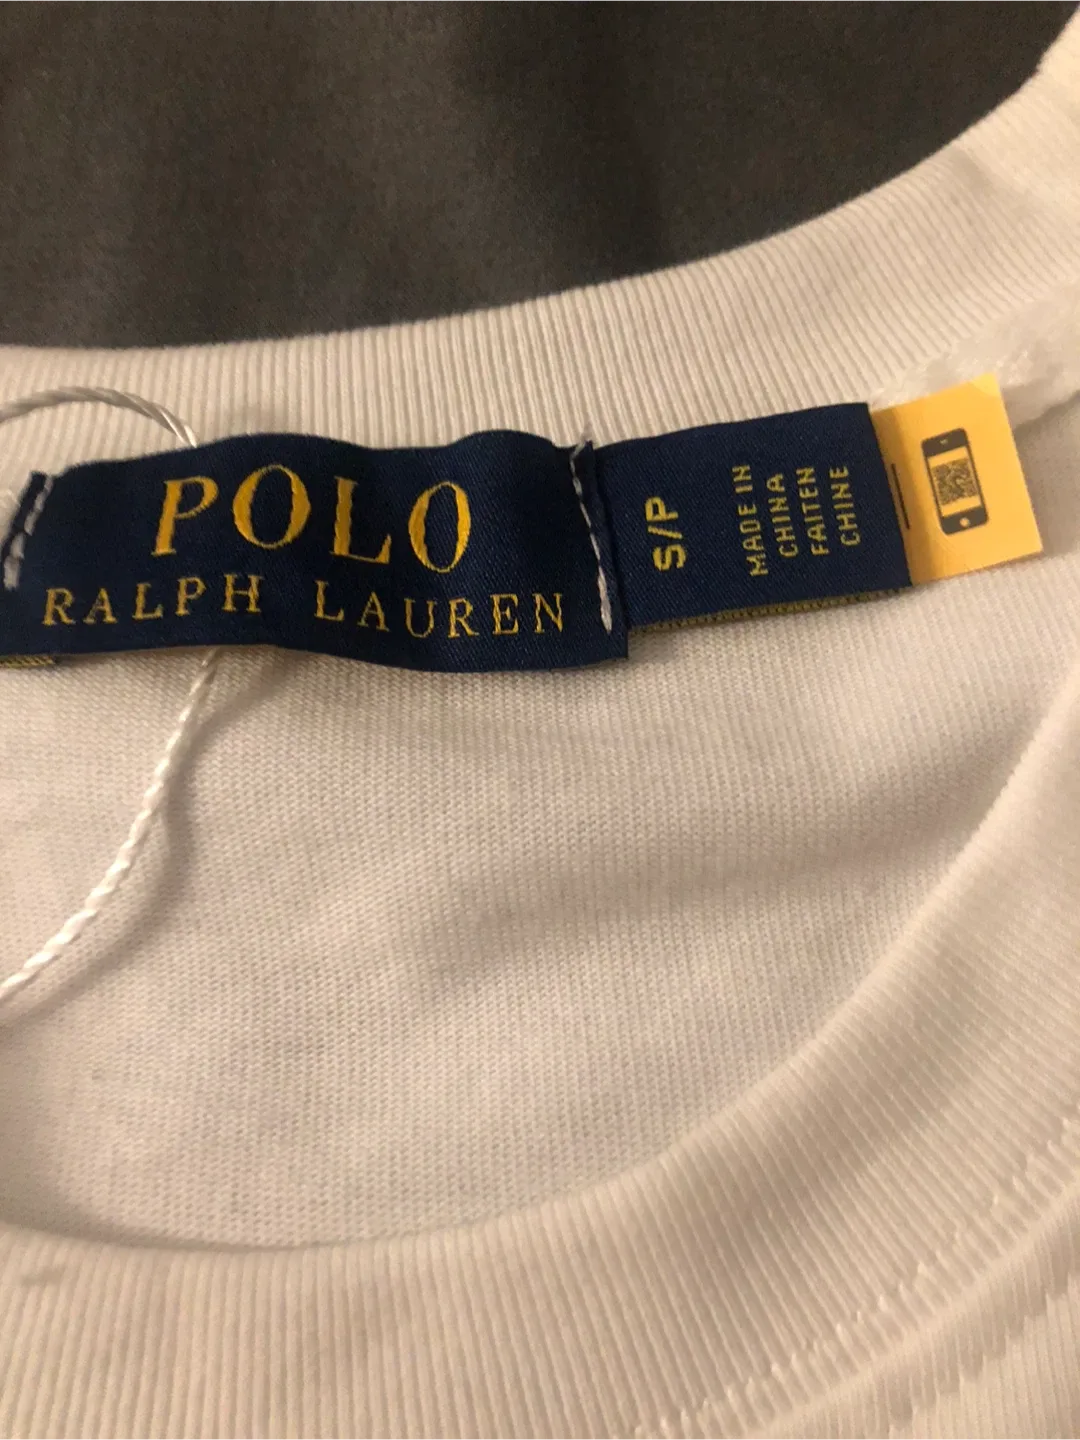 POLO
RALPH LAUREN
S/P
MADE IN
CHINA
FAITEN
CHINE